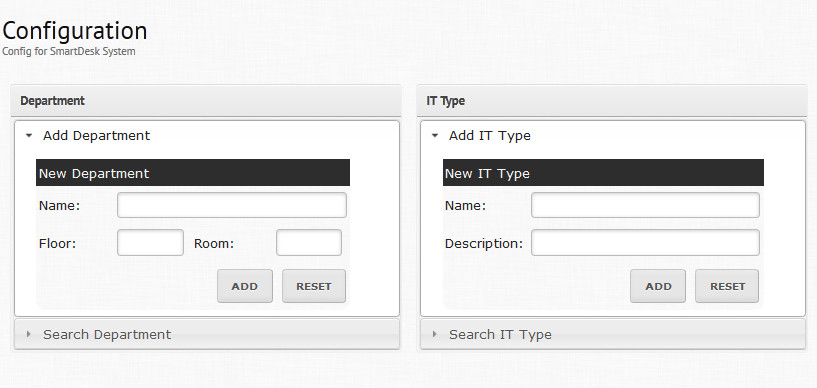 Configuration
Config for SmartDesk System
Department
Add Department
New Department
Name:
Floor: Room:
ADD RESET
Search Department
IT Type
Add IT Type
New IT Type
Name:
Description:
ADD RESET
Search IT Type